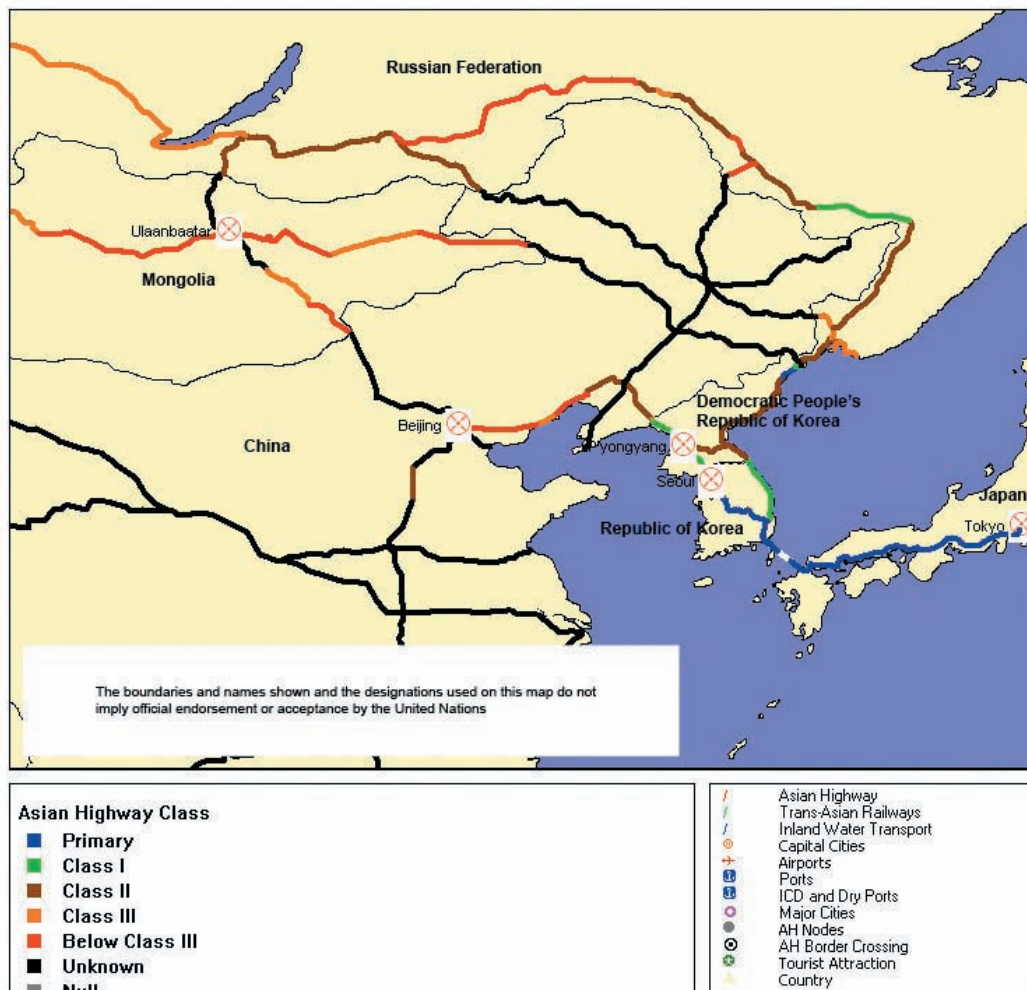 Russian Federation
Ulaanbaatar
Mongolia
Democratic People's
Republic of Korea
Beijing
China
P'yongyang
Seoul
Japan
Republic of Korea
Tokyo
The boundaries and names shown and the designations used on this map do not
imply official endorsement or acceptance by the United Nations
Asian Highway Class
Primary
Class I
Class II
Class III
Below Class III
Unknown
Asian Highway
Trans-Asian Railways
Inland Water Transport
Capital Cities
Airports
Ports
ICD and Dry Ports
Major Cities
AH Nodes
AH Border Crossing
Tourist Attraction
Country